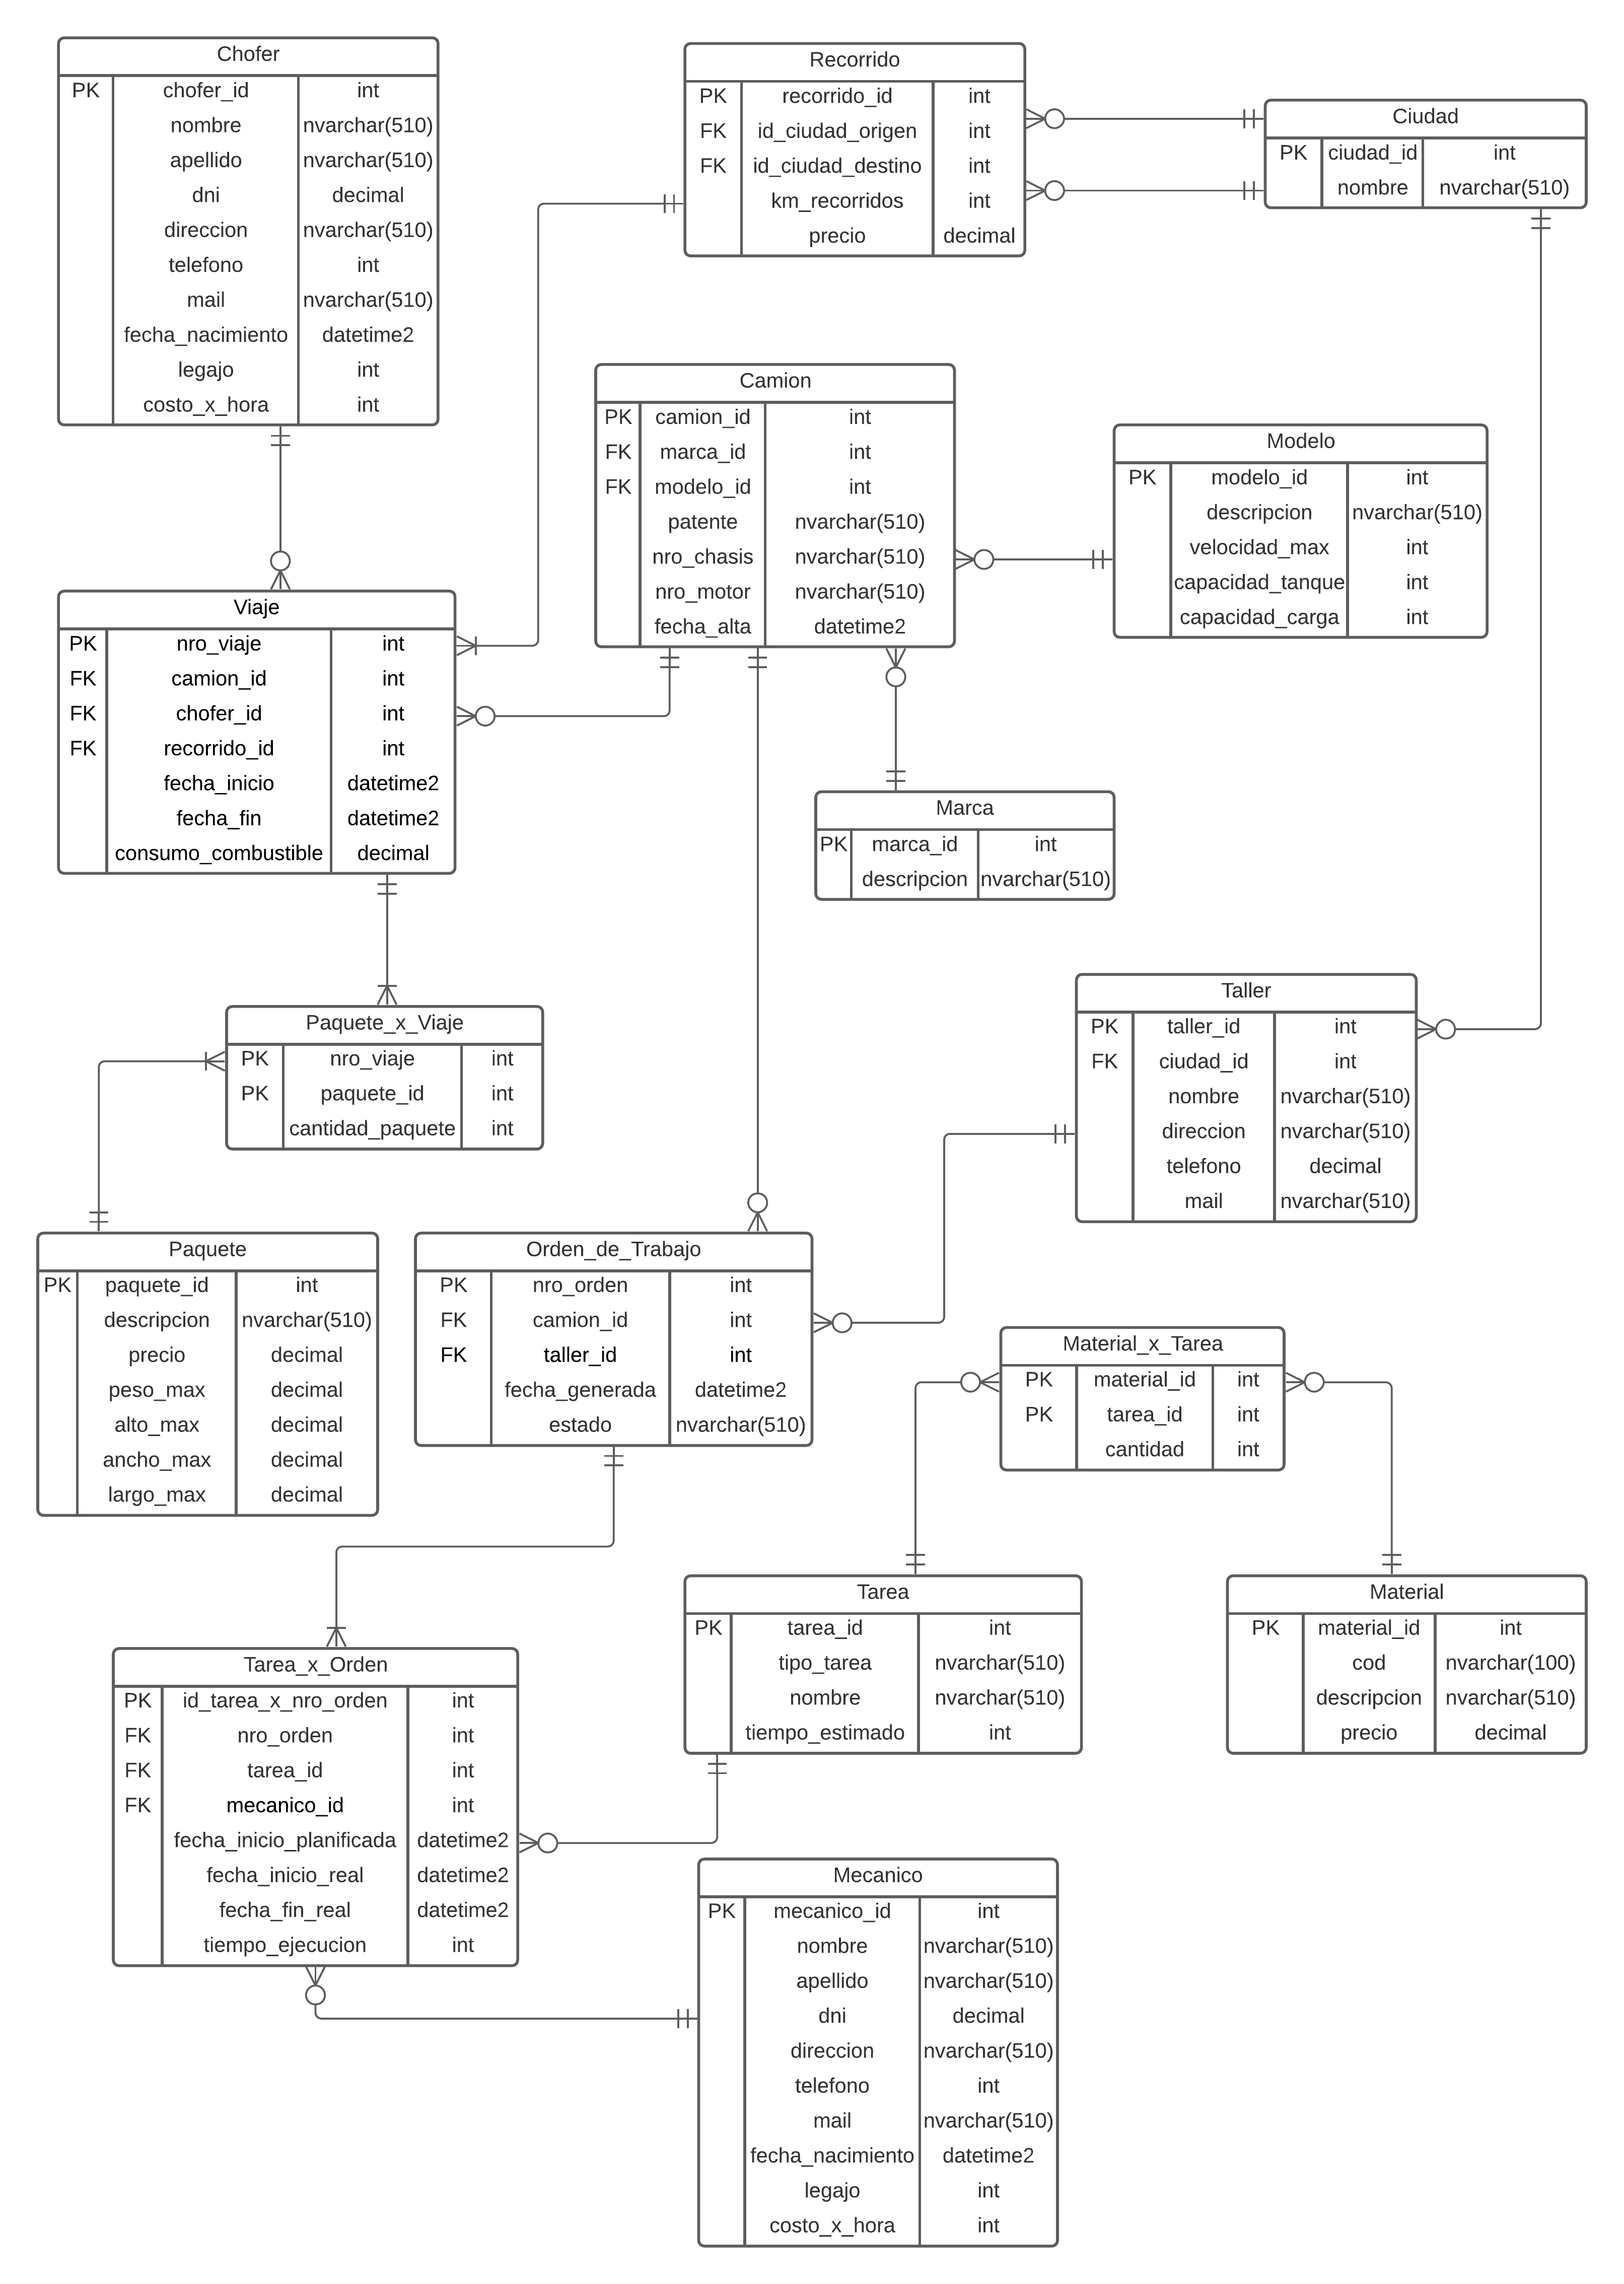 Chofer
PK chofer_id int
nombre nvarchar(510)
apellido nvarchar(510)
dni decimal
direccion nvarchar(510)
telefono int
mail nvarchar(510)
fecha_nacimiento datetime2
legajo int
costo_x_hora int
Recorrido
PK recorrido_id int
FK id_ciudad_origen int
FK id_ciudad_destino int
km_recorridos int
precio decimal
Ciudad
PK ciudad_id int
nombre nvarchar(510)
Camion
PK camion_id int
FK marca_id int
FK modelo_id int
patente nvarchar(510)
nro_chasis nvarchar(510)
nro_motor nvarchar(510)
fecha_alta datetime2
Modelo
PK modelo_id int
descripcion nvarchar(510)
velocidad_max int
capacidad_tanque int
capacidad_carga int
Viaje
PK nro_viaje int
FK camion_id int
FK chofer_id int
FK recorrido_id int
fecha_inicio datetime2
fecha_fin datetime2
consumo_combustible decimal
Marca
PK marca_id int
descripcion nvarchar(510)
Paquete_x_Viaje
PK nro_viaje int
PK paquete_id int
cantidad_paquete int
Taller
PK taller_id int
FK ciudad_id int
nombre nvarchar(510)
direccion nvarchar(510)
telefono decimal
mail nvarchar(510)
Paquete
PK paquete_id int
descripcion nvarchar(510)
precio decimal
peso_max decimal
alto_max decimal
ancho_max decimal
largo_max decimal
Orden_de_Trabajo
PK nro_orden int
FK camion_id int
FK taller_id int
fecha_generada datetime2
estado nvarchar(510)
Material_x_Tarea
PK material_id int
PK tarea_id int
cantidad int
Tarea
PK tarea_id int
tipo_tarea nvarchar(510)
nombre nvarchar(510)
tiempo_estimado int
Material
PK material_id int
cod nvarchar(100)
descripcion nvarchar(510)
precio decimal
Tarea_x_Orden
PK id_tarea_x_nro_orden int
FK nro_orden int
FK tarea_id int
FK mecanico_id int
fecha_inicio_planificada datetime2
fecha_inicio_real datetime2
fecha_fin_real datetime2
tiempo_ejecucion int
Mecanico
PK mecanico_id int
nombre nvarchar(510)
apellido nvarchar(510)
dni decimal
direccion nvarchar(510)
telefono int
mail nvarchar(510)
fecha_nacimiento datetime2
legajo int
costo_x_hora int